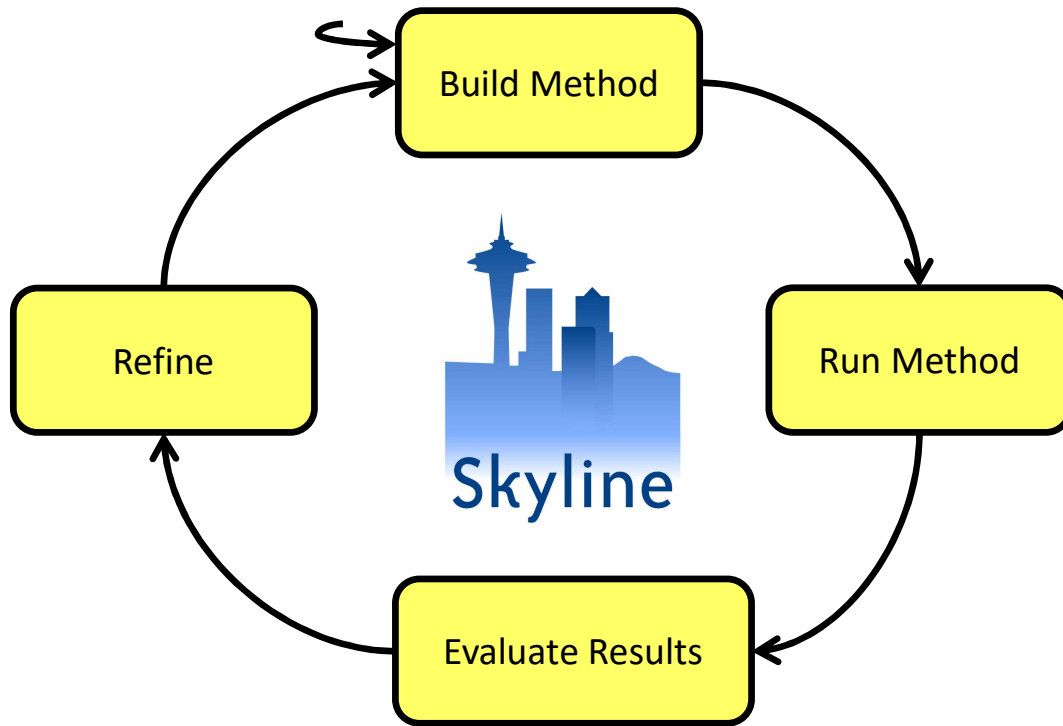 Build Method
Refine
Run Method
Skyline
Evaluate Results